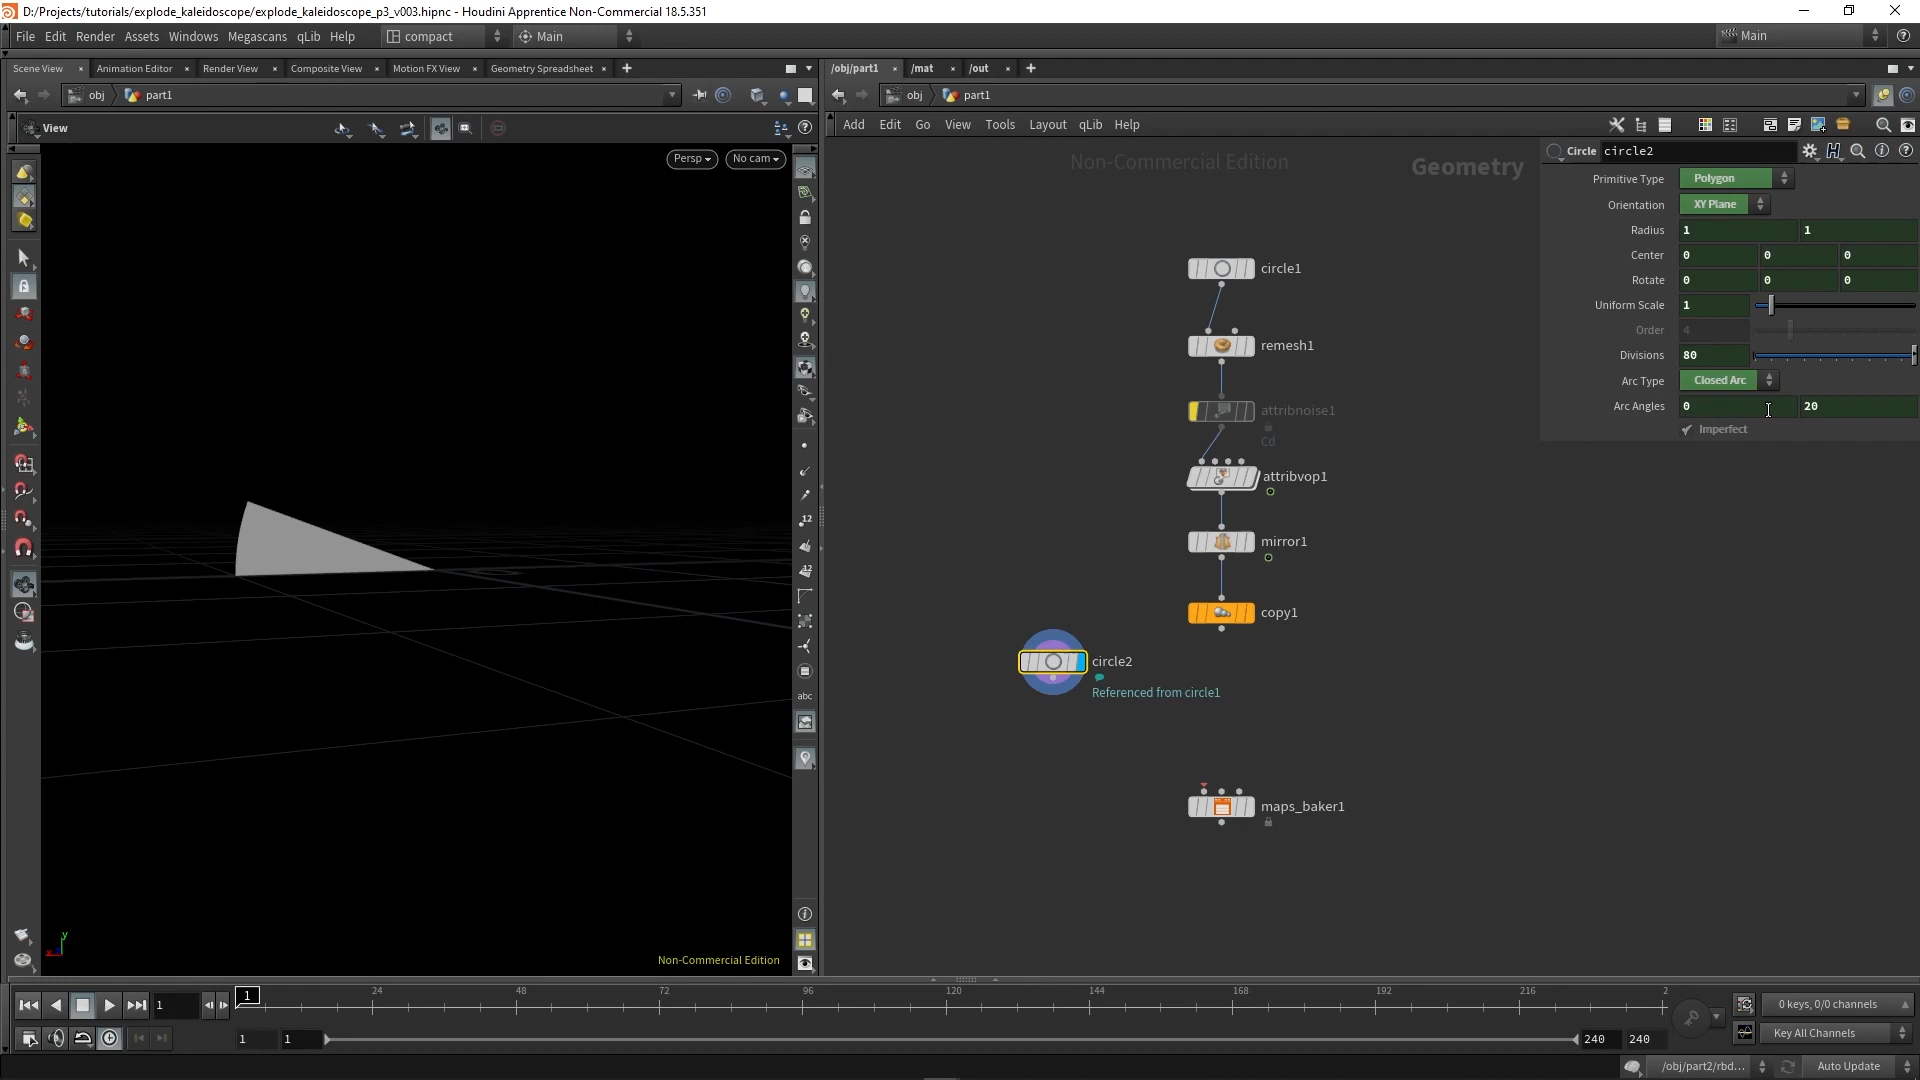 D:/Projects/tutorials/explode_kaleidoscope/explode_kaleidoscope_p3_v003.hipnc - Houdini Apprentice Non-Commercial 18.5.351
File Edit Render Assets Windows Megascans qLib Help compact Main Main
Scene View Animation Editor Render View Composite View Motion FX View Geometry Spreadsheet
/obj/part1 /mat /out
obj part1
obj part1
View
Add Edit Go View Tools Layout qLib Help
Persp No cam
Non-Commercial Edition
Geometry
Circle circle2
Primitive Type Polygon
Orientation XY Plane
Radius 1 1
Center 0 0 0
Rotate 0 0 0
Uniform Scale 1
Order 4
Divisions 80
Arc Type Closed Arc
Arc Angles 0 20
Imperfect
circle1
remesh1
attribnoise1
Cd
attribvop1
mirror1
copy1
circle2
Referenced from circle1
maps_baker1
12
12
abc
y
x
Non-Commercial Edition
1 1 24 48 72 96 120 144 168 192 216 2
0 keys, 0/0 channels
1 1 240 240
Key All Channels
/obj/part2/rbd... Auto Update